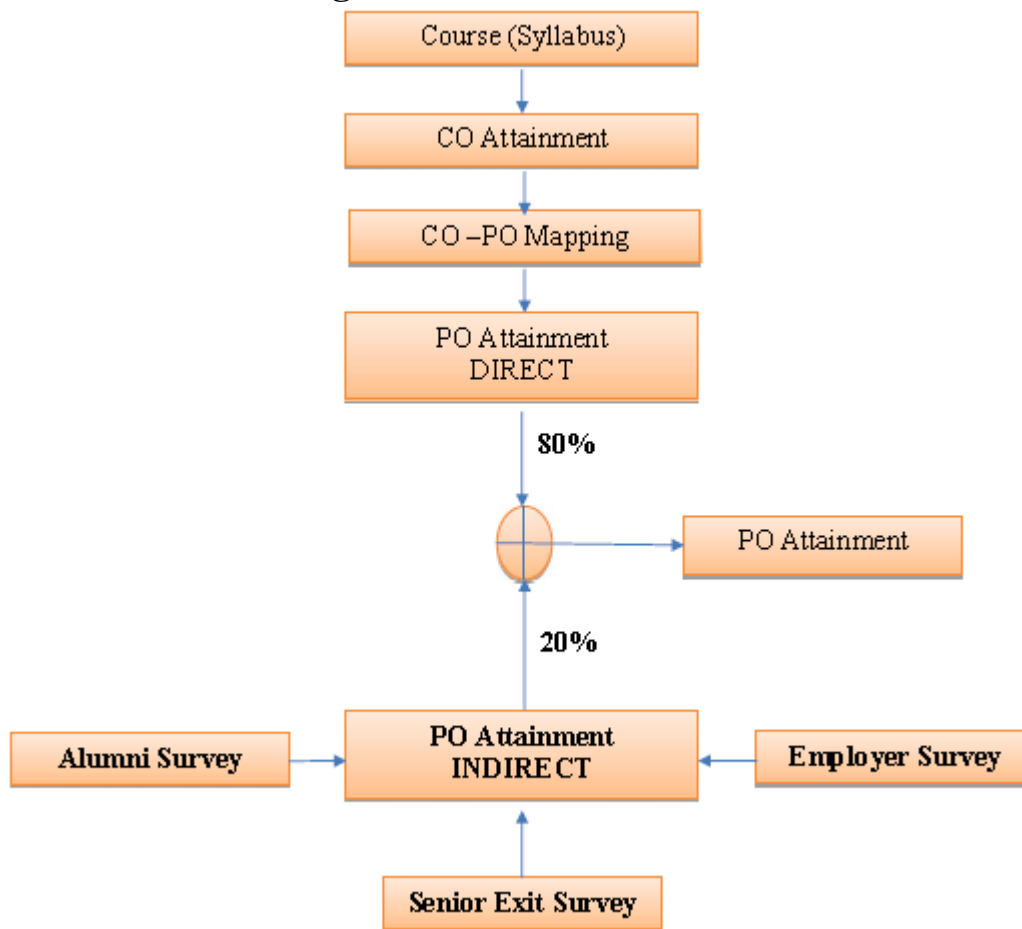 Course (Syllabus)
CO Attainment
CO –PO Mapping
PO Attainment
DIRECT
80%
PO Attainment
20%
PO Attainment
INDIRECT
Alumni Survey
Employer Survey
Senior Exit Survey